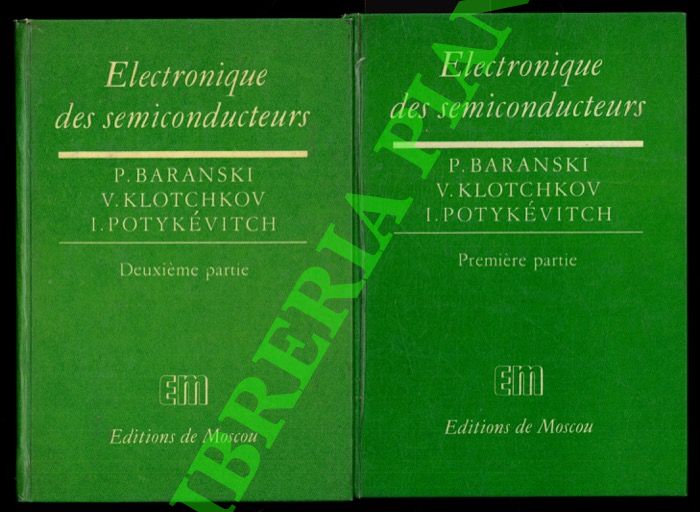 Electronique
des semiconducteurs
P. BARANSKI
V. KLOTCHKOV
I. POTYKÉVITCH
Deuxième partie
EM
Editions de Moscou
Electronique
des semiconducteurs
P. BARANSKI
V. KLOTCHKOV
I. POTYKÉVITCH
Première partie
EM
Editions de Moscou
LIBRERIA PIAN